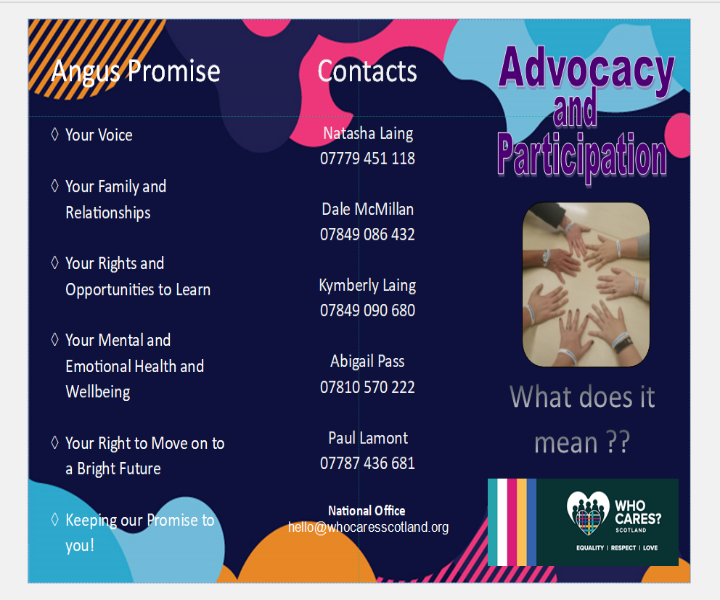 Angus Promise
◊ Your Voice
◊ Your Family and
Relationships
◊ Your Rights and
Opportunities to Learn
◊ Your Mental and
Emotional Health and
Wellbeing
◊ Your Right to Move on to
a Bright Future
◊ Keeping our Promise to
you!
Contacts
Natasha Laing
07779 451 118
Dale McMillan
07849 086 432
Kymberly Laing
07849 090 680
Abigail Pass
07810 570 222
Paul Lamont
07787 436 681
National Office
hello@whocaresscotland.org
Advocacy
and
Participation
What does it
mean ??
WHO
CARES?
SCOTLAND
EQUALITY | RESPECT | LOVE